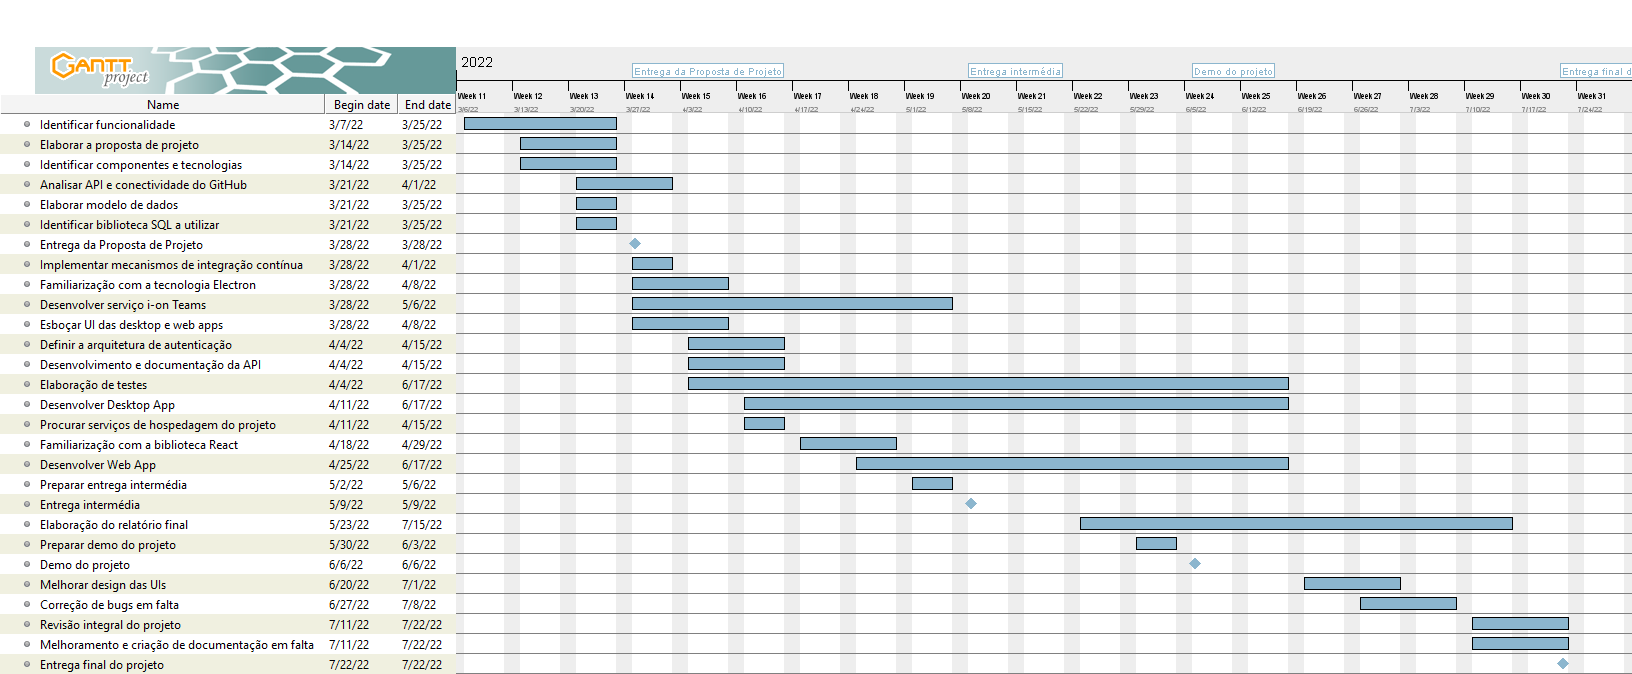 GANTT
project
2022
Entrega da Proposta de Projeto
Entrega intermédia
Demo do projeto
Entrega final d
Name Begin date End date
Week 11 Week 12 Week 13 Week 14 Week 15 Week 16 Week 17 Week 18 Week 19 Week 20 Week 21 Week 22 Week 23 Week 24 Week 25 Week 26 Week 27 Week 28 Week 29 Week 30 Week 31
3/6/22 3/13/22 3/20/22 3/27/22 4/3/22 4/10/22 4/17/22 4/24/22 5/1/22 5/8/22 5/15/22 5/22/22 5/29/22 6/5/22 6/12/22 6/19/22 6/26/22 7/3/22 7/10/22 7/17/22 7/24/22
Identificar funcionalidade 3/7/22 3/25/22
Elaborar a proposta de projeto 3/14/22 3/25/22
Identificar componentes e tecnologias 3/14/22 3/25/22
Analisar API e conectividade do GitHub 3/21/22 4/1/22
Elaborar modelo de dados 3/21/22 3/25/22
Identificar biblioteca SQL a utilizar 3/21/22 3/25/22
Entrega da Proposta de Projeto 3/28/22 3/28/22
Implementar mecanismos de integração contínua 3/28/22 4/1/22
Familiarização com a tecnologia Electron 3/28/22 4/8/22
Desenvolver serviço i-on Teams 3/28/22 5/6/22
Esboçar UI das desktop e web apps 3/28/22 4/8/22
Definir a arquitetura de autenticação 4/4/22 4/15/22
Desenvolvimento e documentação da API 4/4/22 4/15/22
Elaboração de testes 4/4/22 6/17/22
Desenvolver Desktop App 4/11/22 6/17/22
Procurar serviços de hospedagem do projeto 4/11/22 4/15/22
Familiarização com a biblioteca React 4/18/22 4/29/22
Desenvolver Web App 4/25/22 6/17/22
Preparar entrega intermédia 5/2/22 5/6/22
Entrega intermédia 5/9/22 5/9/22
Elaboração do relatório final 5/23/22 7/15/22
Preparar demo do projeto 5/30/22 6/3/22
Demo do projeto 6/6/22 6/6/22
Melhorar design das UIs 6/20/22 7/1/22
Correção de bugs em falta 6/27/22 7/8/22
Revisão integral do projeto 7/11/22 7/22/22
Melhoramento e criação de documentação em falta 7/11/22 7/22/22
Entrega final do projeto 7/22/22 7/22/22